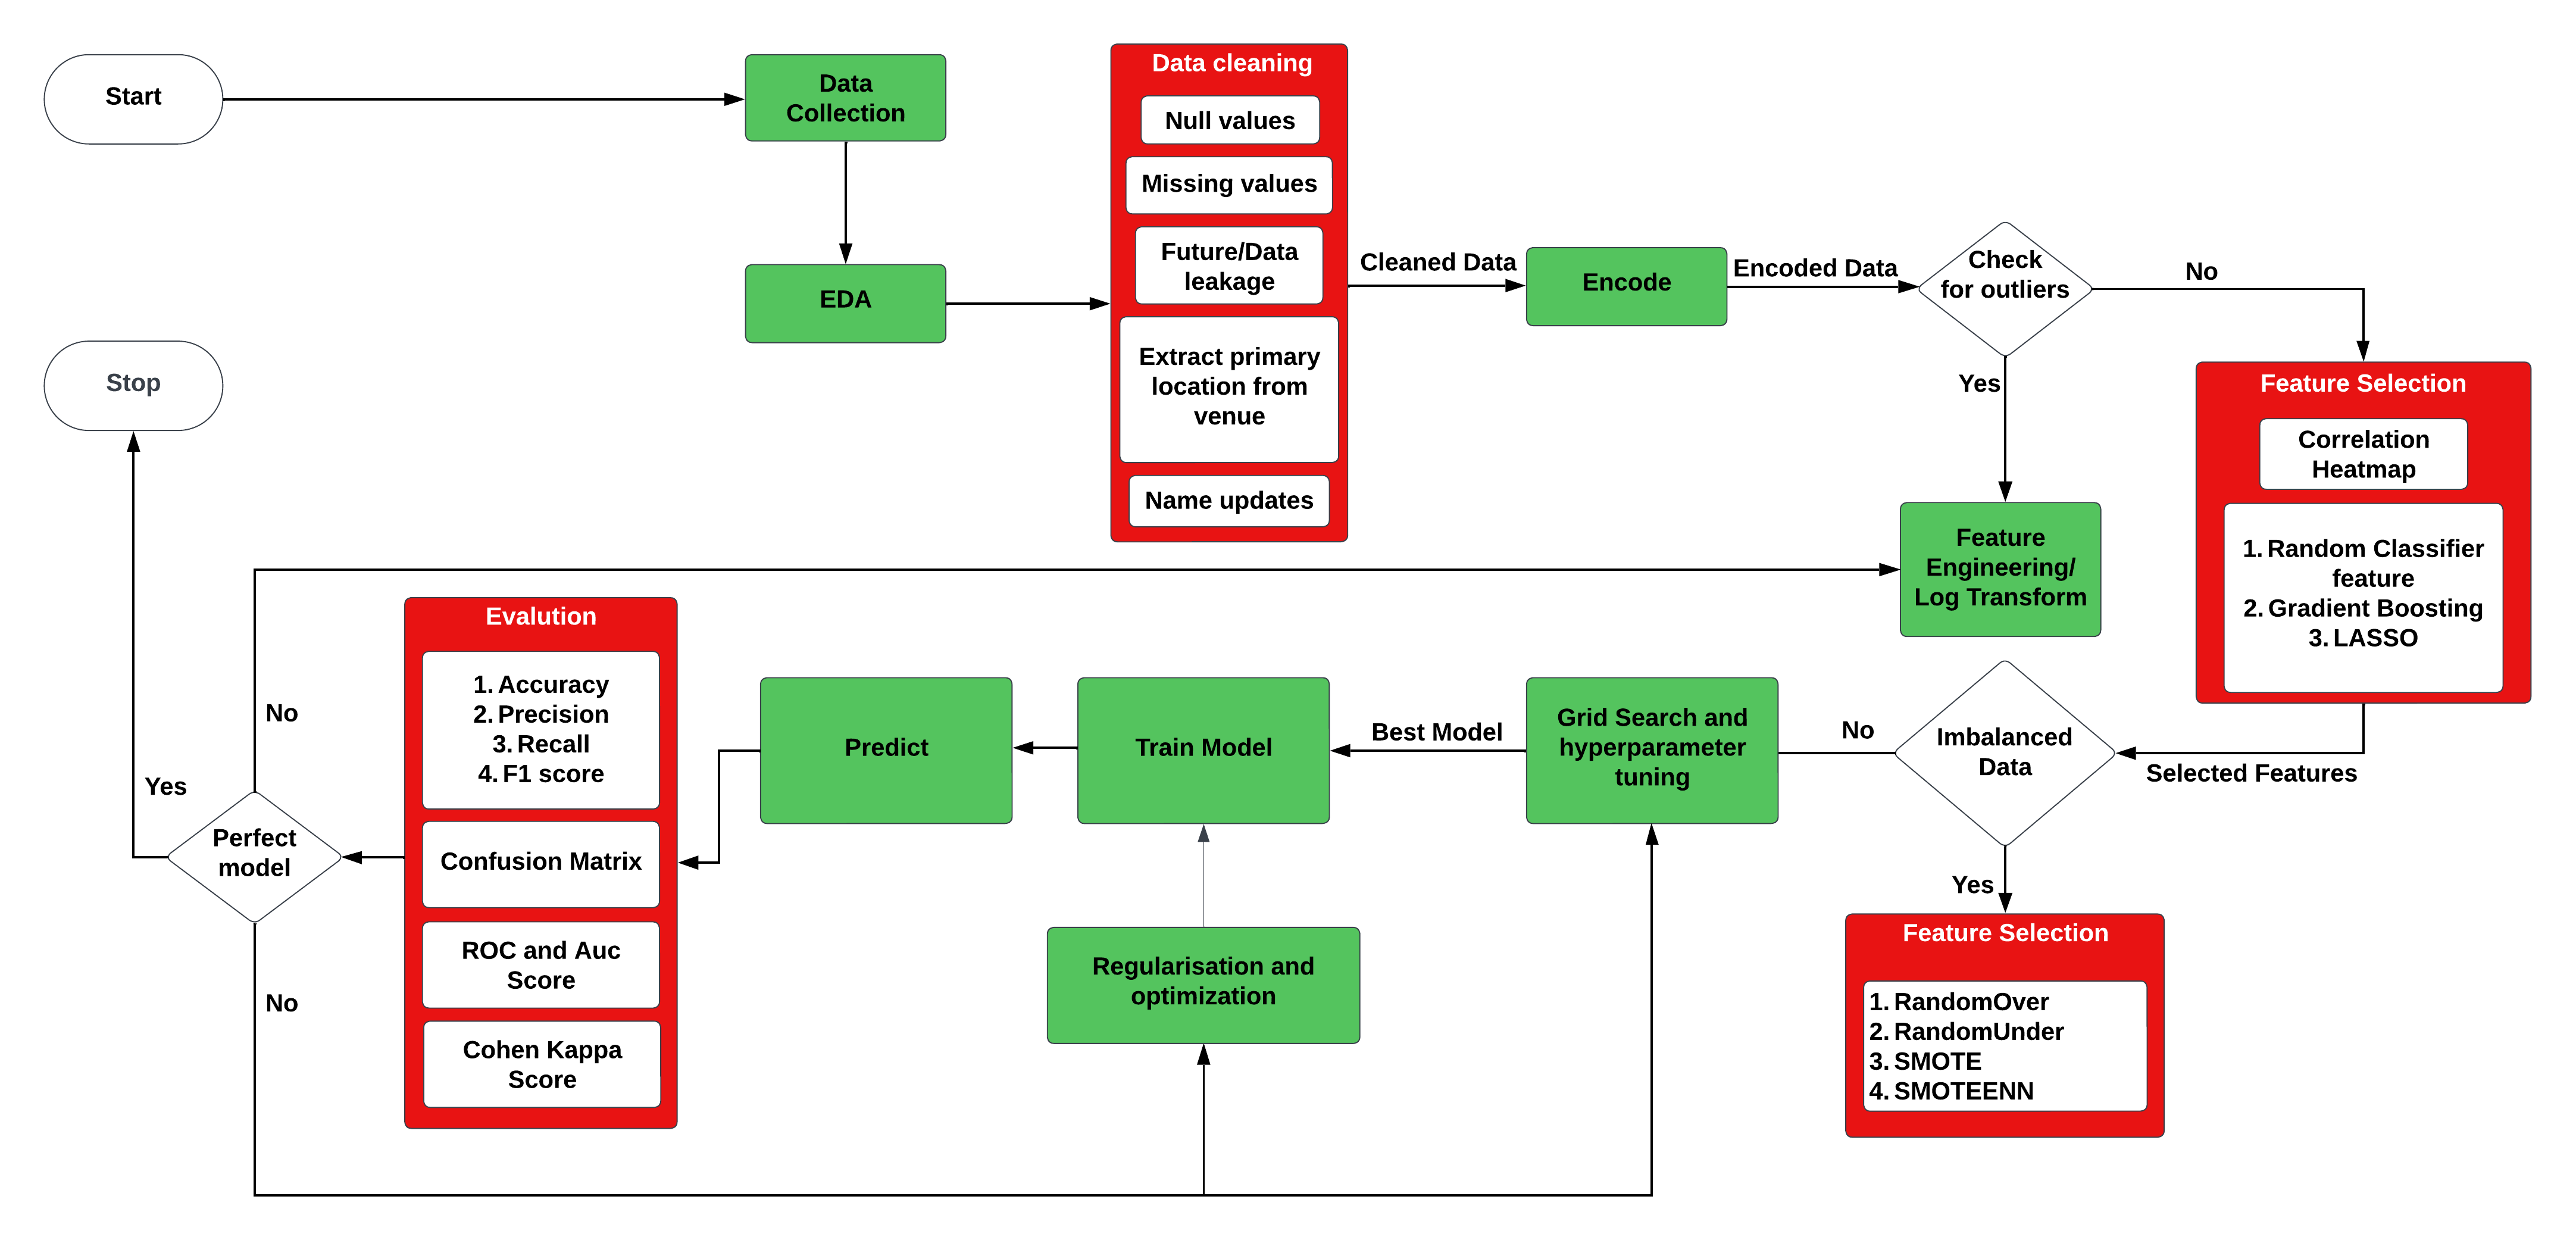 Start
Data
Collection
EDA
Data cleaning
Null values
Missing values
Future/Data
leakage
Extract primary
location from
venue
Name updates
Cleaned Data
Encode
Encoded Data
Check
for outliers
No
Yes
Feature Selection
Correlation
Heatmap
1. Random Classifier
feature
2. Gradient Boosting
3. LASSO
Feature
Engineering/
Log Transform
Selected Features
Imbalanced
Data
No
Yes
Feature Selection
1. RandomOver
2. RandomUnder
3. SMOTE
4. SMOTEENN
Grid Search and
hyperparameter
tuning
Best Model
Train Model
Regularisation and
optimization
Predict
Evalution
1. Accuracy
2. Precision
3. Recall
4. F1 score
Confusion Matrix
ROC and Auc
Score
Cohen Kappa
Score
Perfect
model
No
No
Yes
Stop